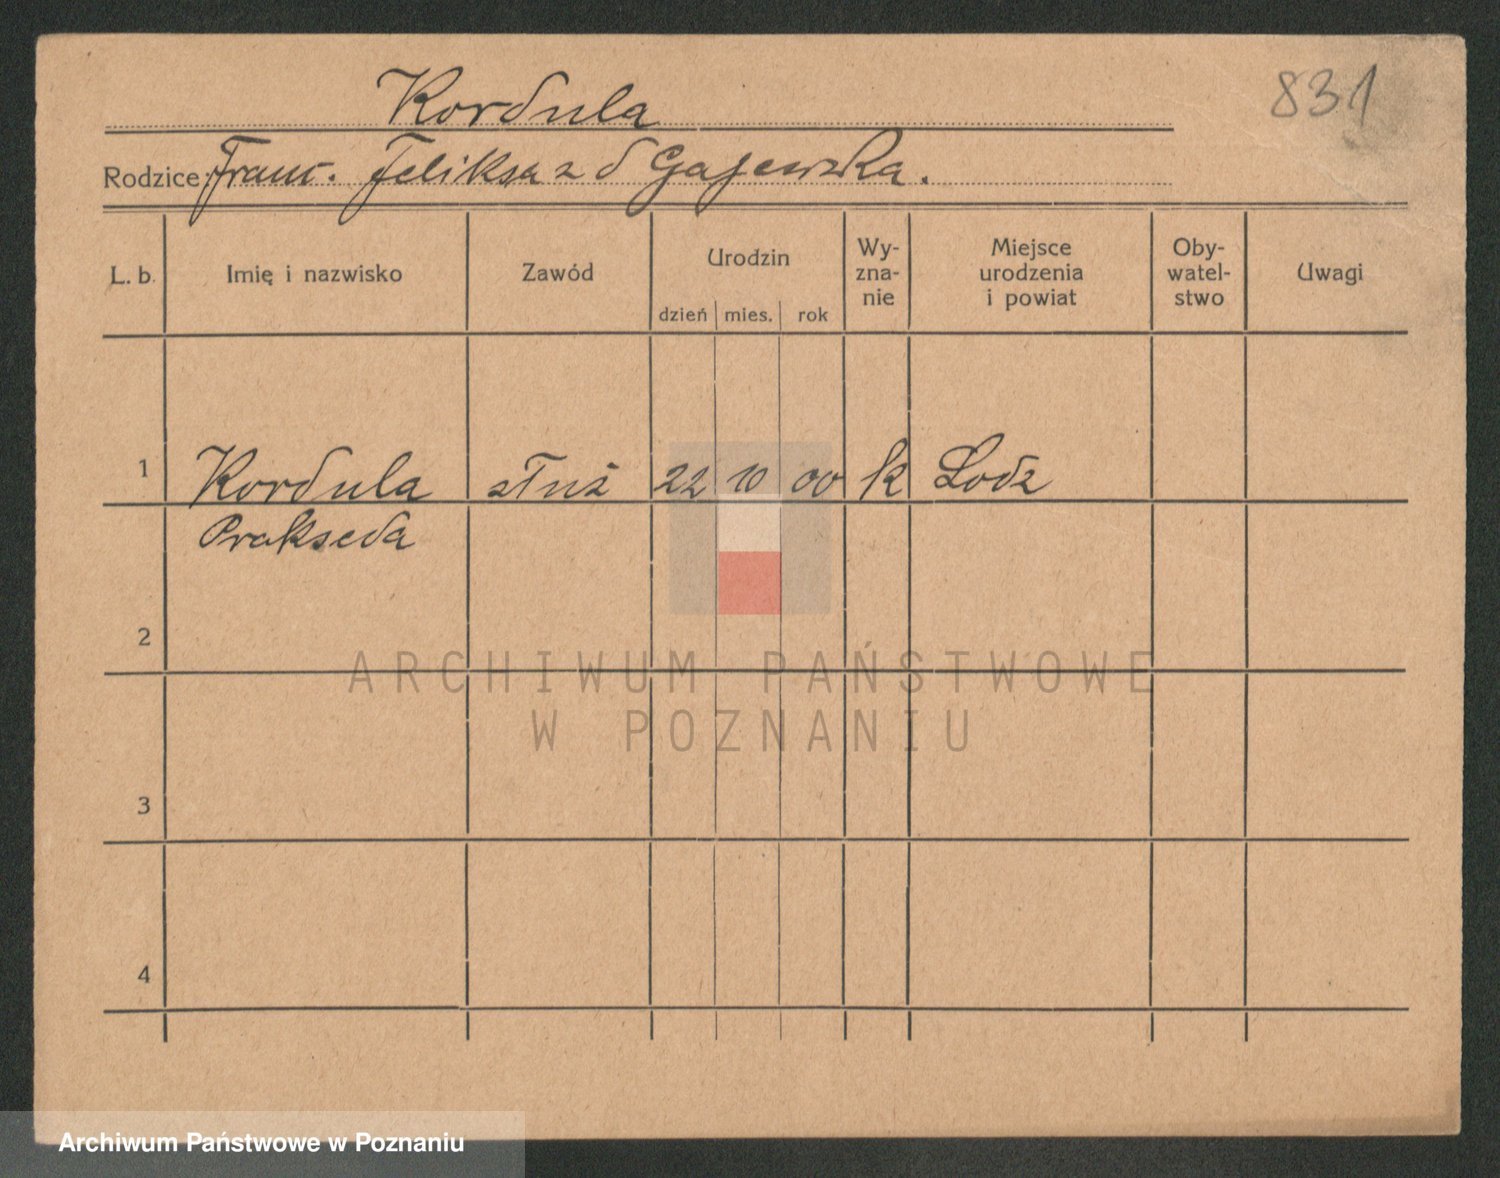 Kordula
831
Rodzice: Franc. Feliksa z d Gajewska.
L. b. Imię i nazwisko Zawód Urodzin dzień mies. rok Wy-zna-nie Miejsce urodzenia i powiat Oby-watel-stwo Uwagi
1 Kordula służ 22 10 00 k Lodz
Prakseda
2
ARCHIWUM PAŃSTWOWE
W POZNANIU
3
4
Archiwum Państwowe w Poznaniu